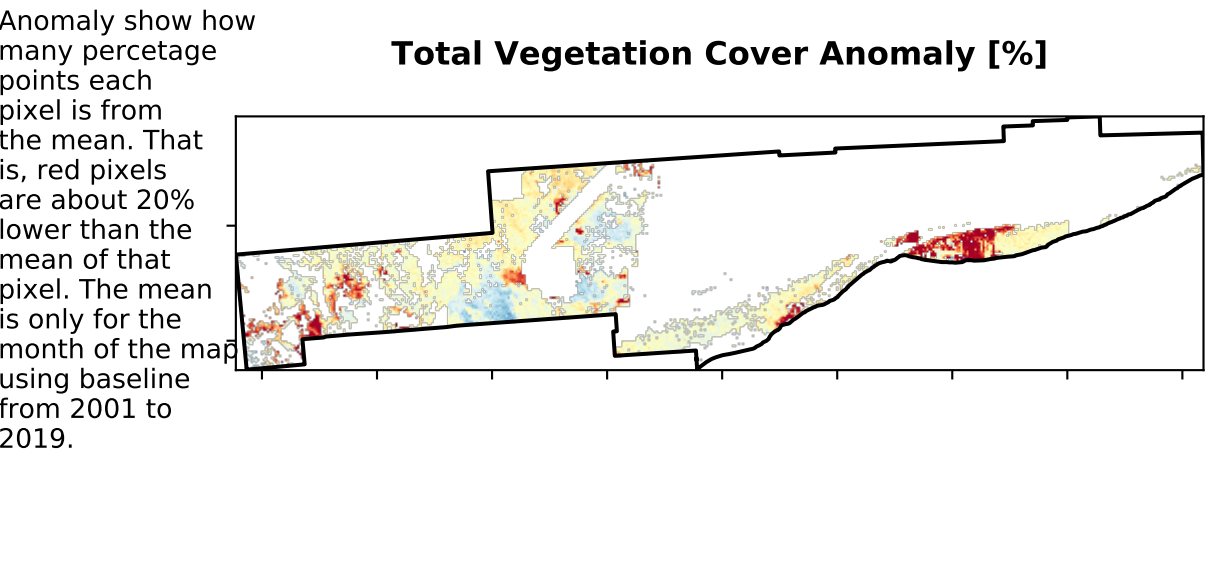 Anomaly show how
many percetage
points each
pixel is from
the mean. That
is, red pixels
are about 20%
lower than the
mean of that
pixel. The mean
is only for the
month of the map
using baseline
from 2001 to
2019.
Total Vegetation Cover Anomaly [%]